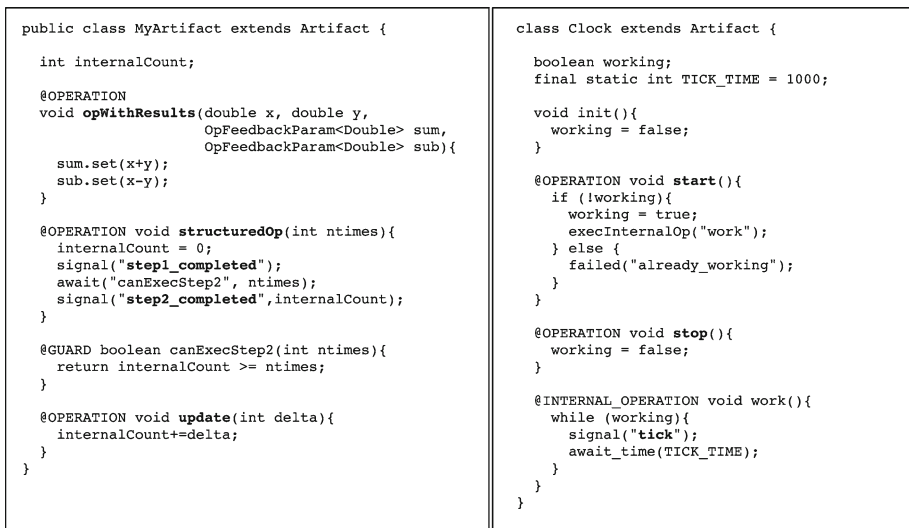 public class MyArtifact extends Artifact {
int internalCount;
@OPERATION
void opWithResults(double x, double y,
OpFeedbackParam<Double> sum,
OpFeedbackParam<Double> sub){
sum.set(x+y);
sub.set(x-y);
}
@OPERATION void structuredOp(int ntimes){
internalCount = 0;
signal("step1_completed");
await("canExecStep2", ntimes);
signal("step2_completed",internalCount);
}
@GUARD boolean canExecStep2(int ntimes){
return internalCount >= ntimes;
}
@OPERATION void update(int delta){
internalCount+=delta;
}
}
class Clock extends Artifact {
boolean working;
final static int TICK_TIME = 1000;
void init(){
working = false;
}
@OPERATION void start(){
if (!working){
working = true;
execInternalOp("work");
} else {
failed("already_working");
}
}
@OPERATION void stop(){
working = false;
}
@INTERNAL_OPERATION void work(){
while (working){
signal("tick");
await_time(TICK_TIME);
}
}
}